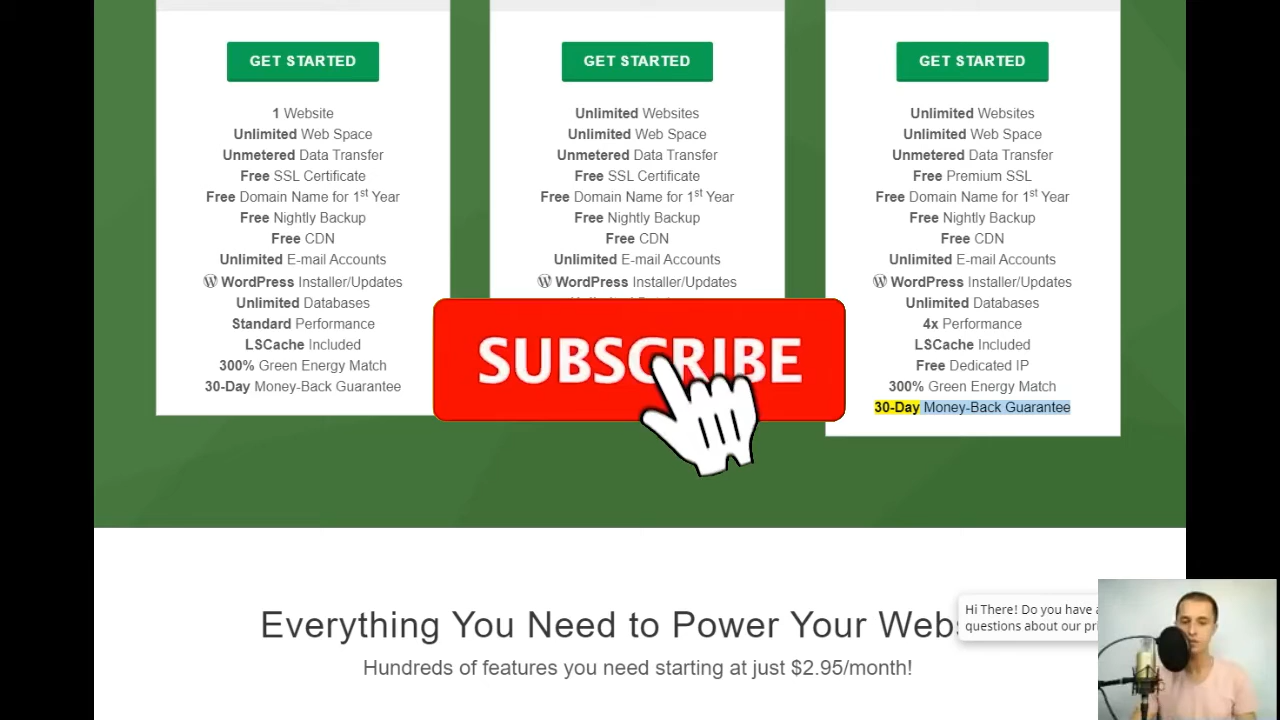 GET STARTED
1 Website
Unlimited Web Space
Unmetered Data Transfer
Free SSL Certificate
Free Domain Name for 1st Year
Free Nightly Backup
Free CDN
Unlimited E-mail Accounts
WordPress Installer/Updates
Unlimited Databases
Standard Performance
LSCache Included
300% Green Energy Match
30-Day Money-Back Guarantee
GET STARTED
Unlimited Websites
Unlimited Web Space
Unmetered Data Transfer
Free SSL Certificate
Free Domain Name for 1st Year
Free Nightly Backup
Free CDN
Unlimited E-mail Accounts
WordPress Installer/Updates
SUBSCRIBE
GET STARTED
Unlimited Websites
Unlimited Web Space
Unmetered Data Transfer
Free Premium SSL
Free Domain Name for 1st Year
Free Nightly Backup
Free CDN
Unlimited E-mail Accounts
WordPress Installer/Updates
Unlimited Databases
4x Performance
LSCache Included
Free Dedicated IP
300% Green Energy Match
30-Day Money-Back Guarantee
Everything You Need to Power Your Webs
Hundreds of features you need starting at just $2.95/month!
Hi There! Do you have a
questions about our pri